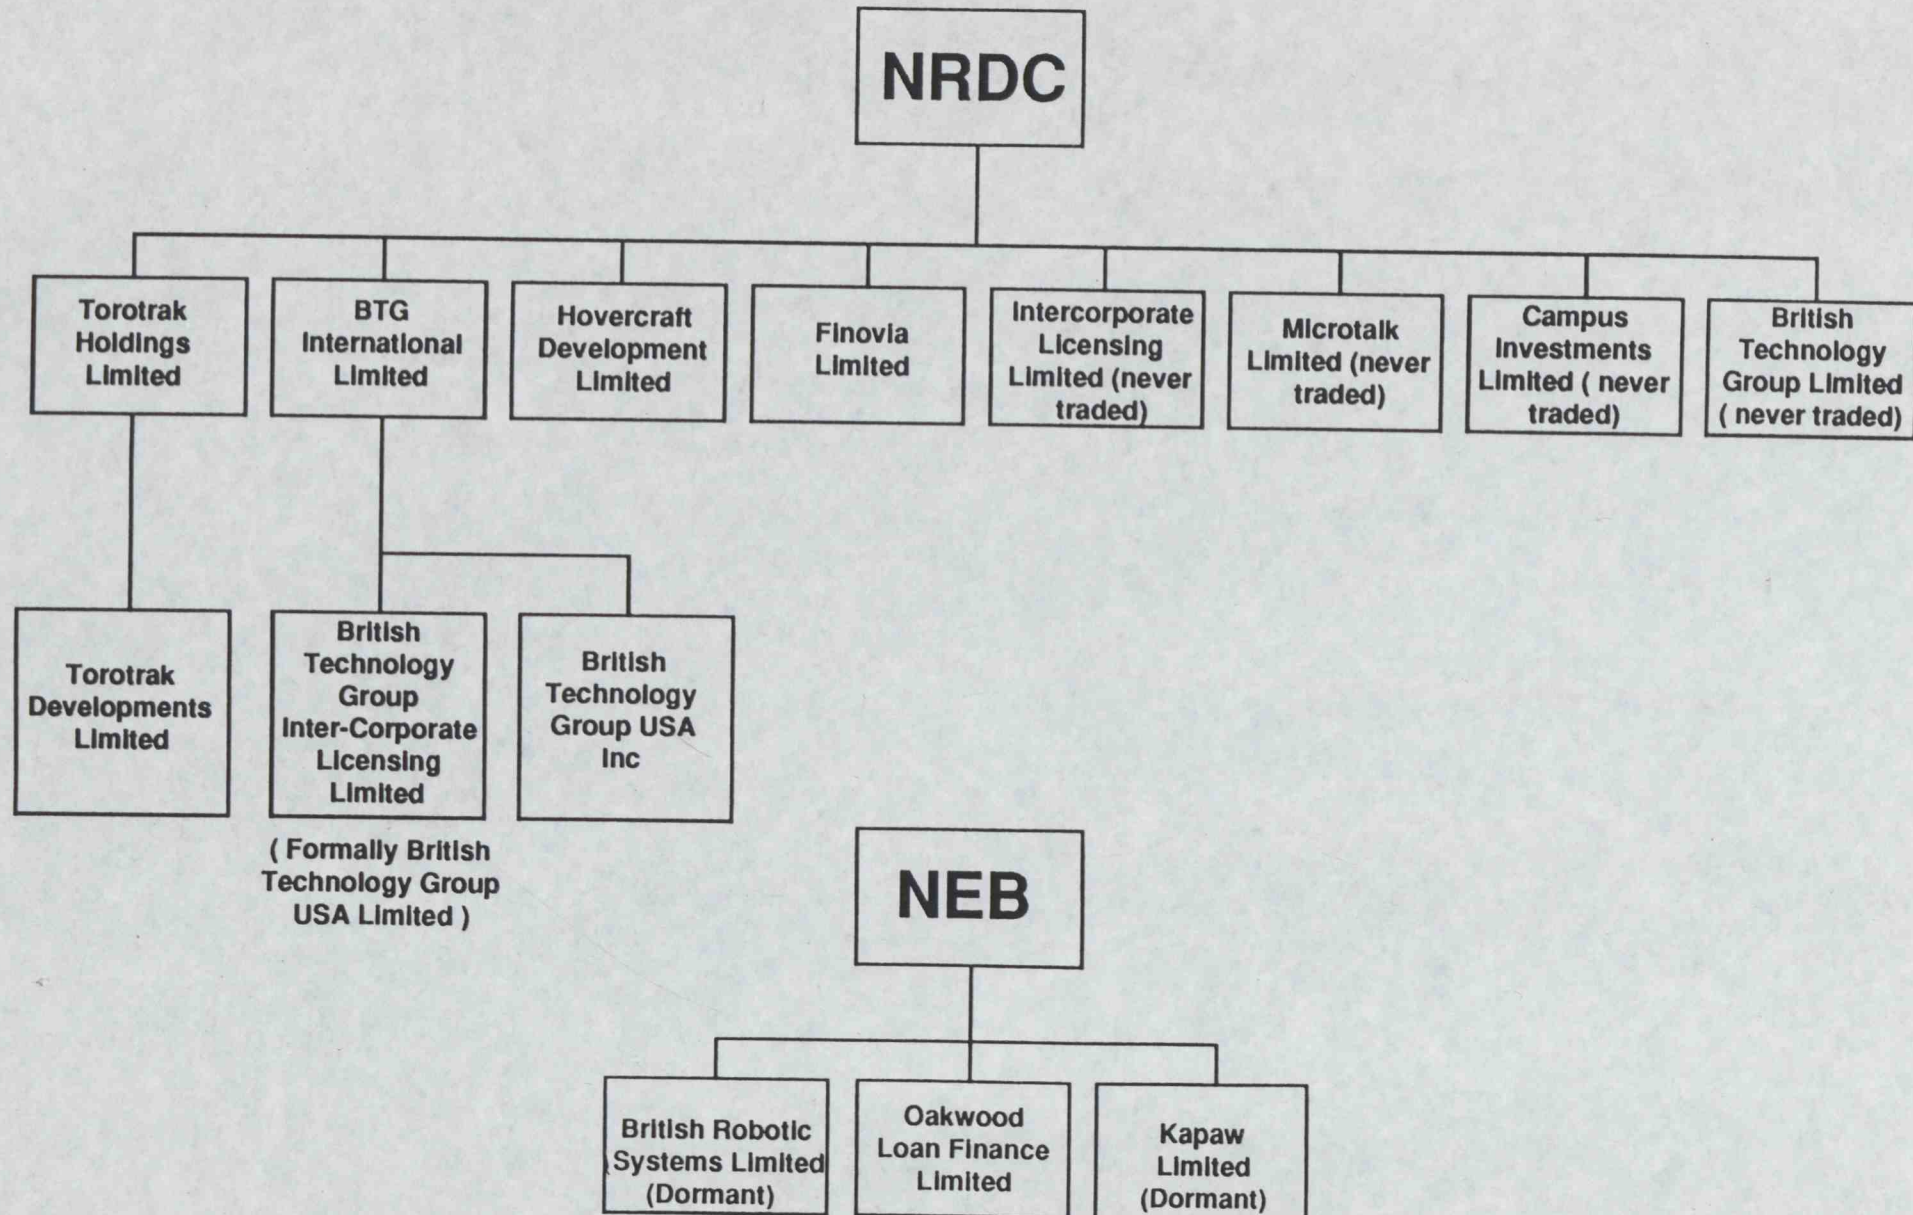 NRDC
Torotrak
Holdings
Limited
BTG
International
Limited
Hovercraft
Development
Limited
Finovia
Limited
Intercorporate
Licensing
Limited (never
traded)
Microtalk
Limited (never
traded)
Campus
Investments
Limited ( never
traded)
British
Technology
Group Limited
( never traded)
Torotrak
Developments
Limited
British
Technology
Group
Inter-Corporate
Licensing
Limited
( Formally British
Technology Group
USA Limited )
British
Technology
Group USA
Inc
NEB
British Robotic
Systems Limited
(Dormant)
Oakwood
Loan Finance
Limited
Kapaw
Limited
(Dormant)